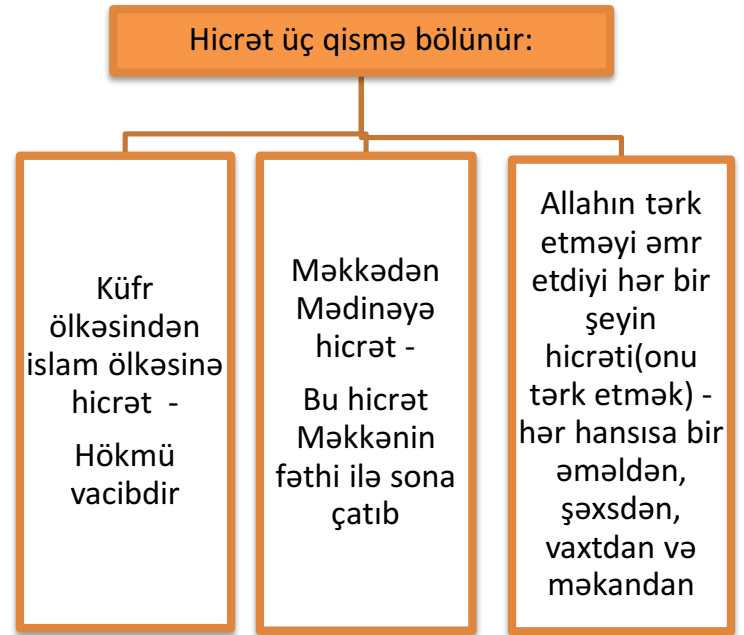 Hicrət üç qismə bölünür:
Küfr
ölkəsindən
islam ölkəsinə
hicrət -
Hökmü
vacibdir
Məkkədən
Mədinəyə
hicrət -
Bu hicrət
Məkkənin
fəthi ilə sona
çatıb
Allahın tərk
etməyi əmr
etdiyi hər bir
şeyin
hicrəti(onu
tərk etmək) -
hər hansısa bir
əməldən,
şəxsdən,
vaxtdan və
məkandan